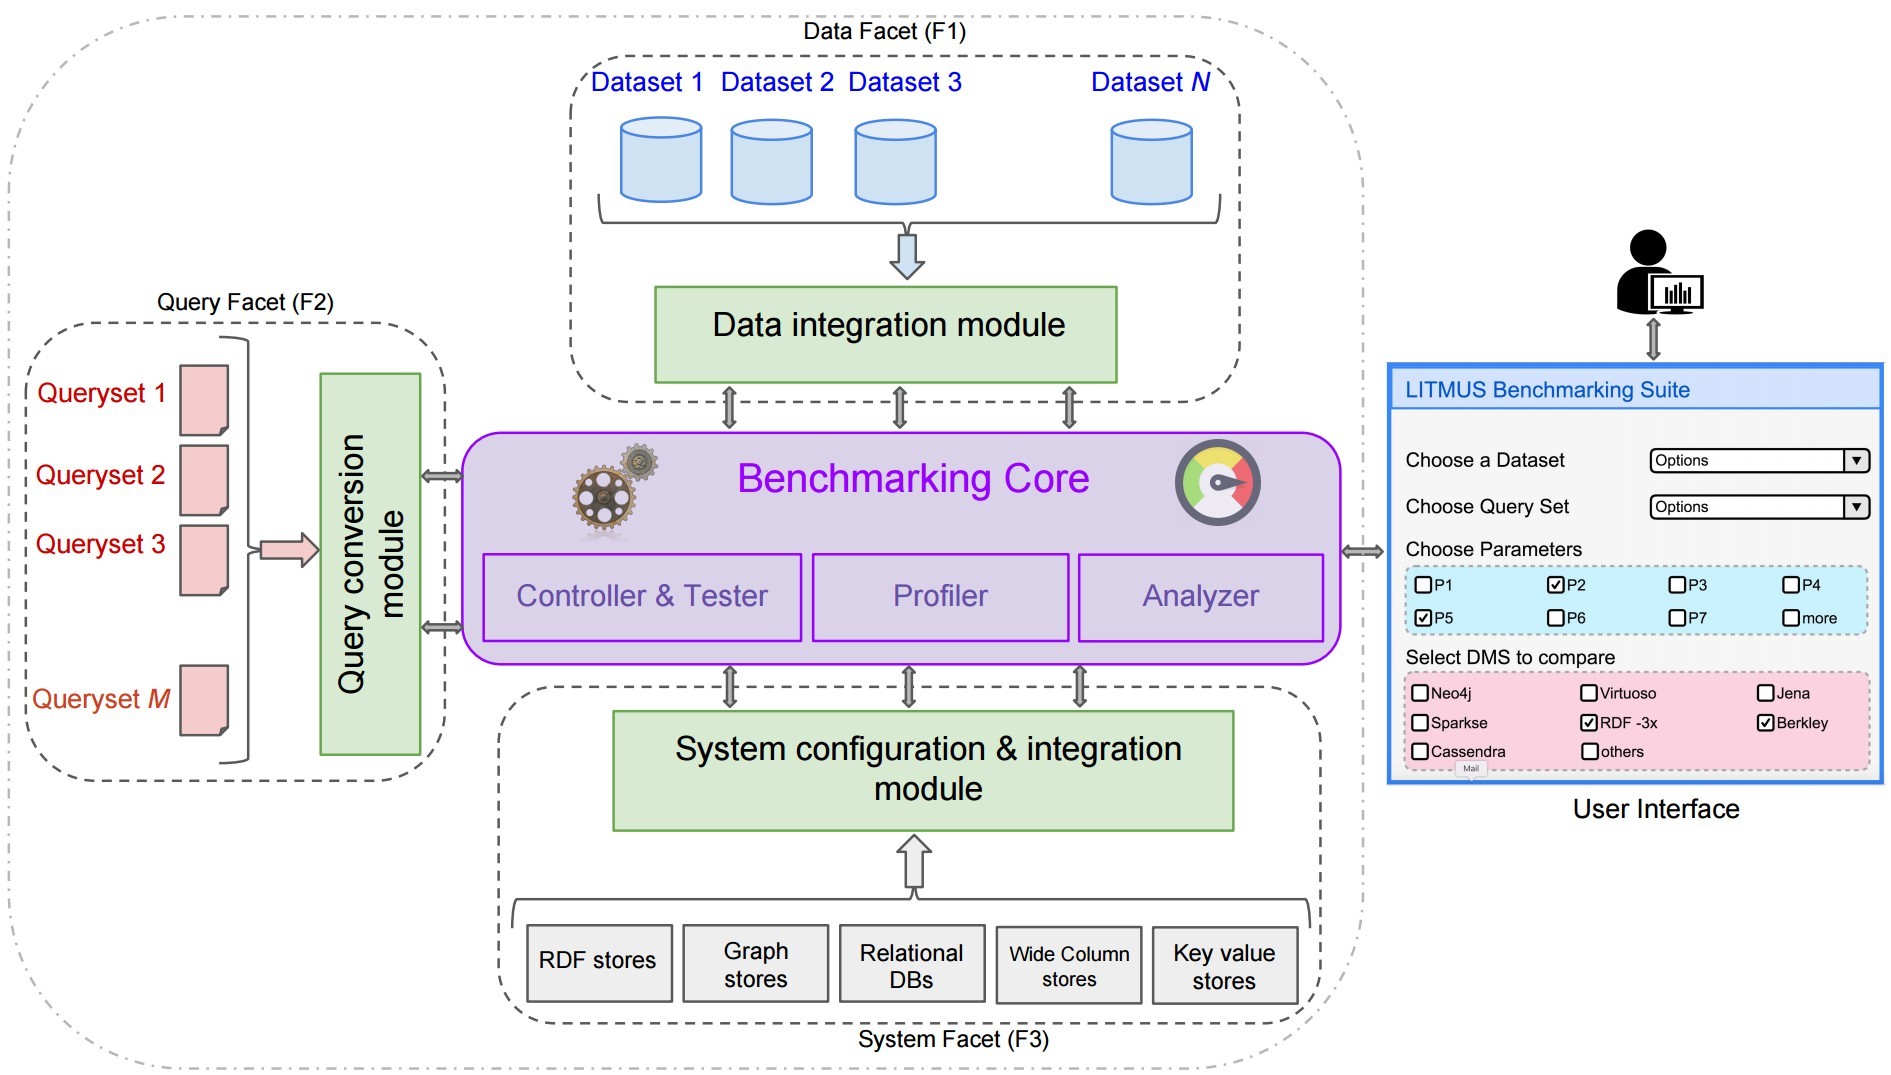 Data Facet (F1)
Dataset 1 Dataset 2 Dataset 3 Dataset N
Data integration module
Query Facet (F2)
Queryset 1
Queryset 2
Queryset 3
Queryset M
Query conversion
module
Benchmarking Core
Controller & Tester
Profiler
Analyzer
System configuration & integration
module
RDF stores
Graph
stores
Relational
DBs
Wide Column
stores
Key value
stores
System Facet (F3)
LITMUS Benchmarking Suite
Choose a Dataset Options
Choose Query Set Options
Choose Parameters
P1 P2 P3 P4
P5 P6 P7 more
Select DMS to compare
Neo4j Virtuoso Jena
Sparkse RDF -3x Berkley
Cassendra others
Mail
User Interface